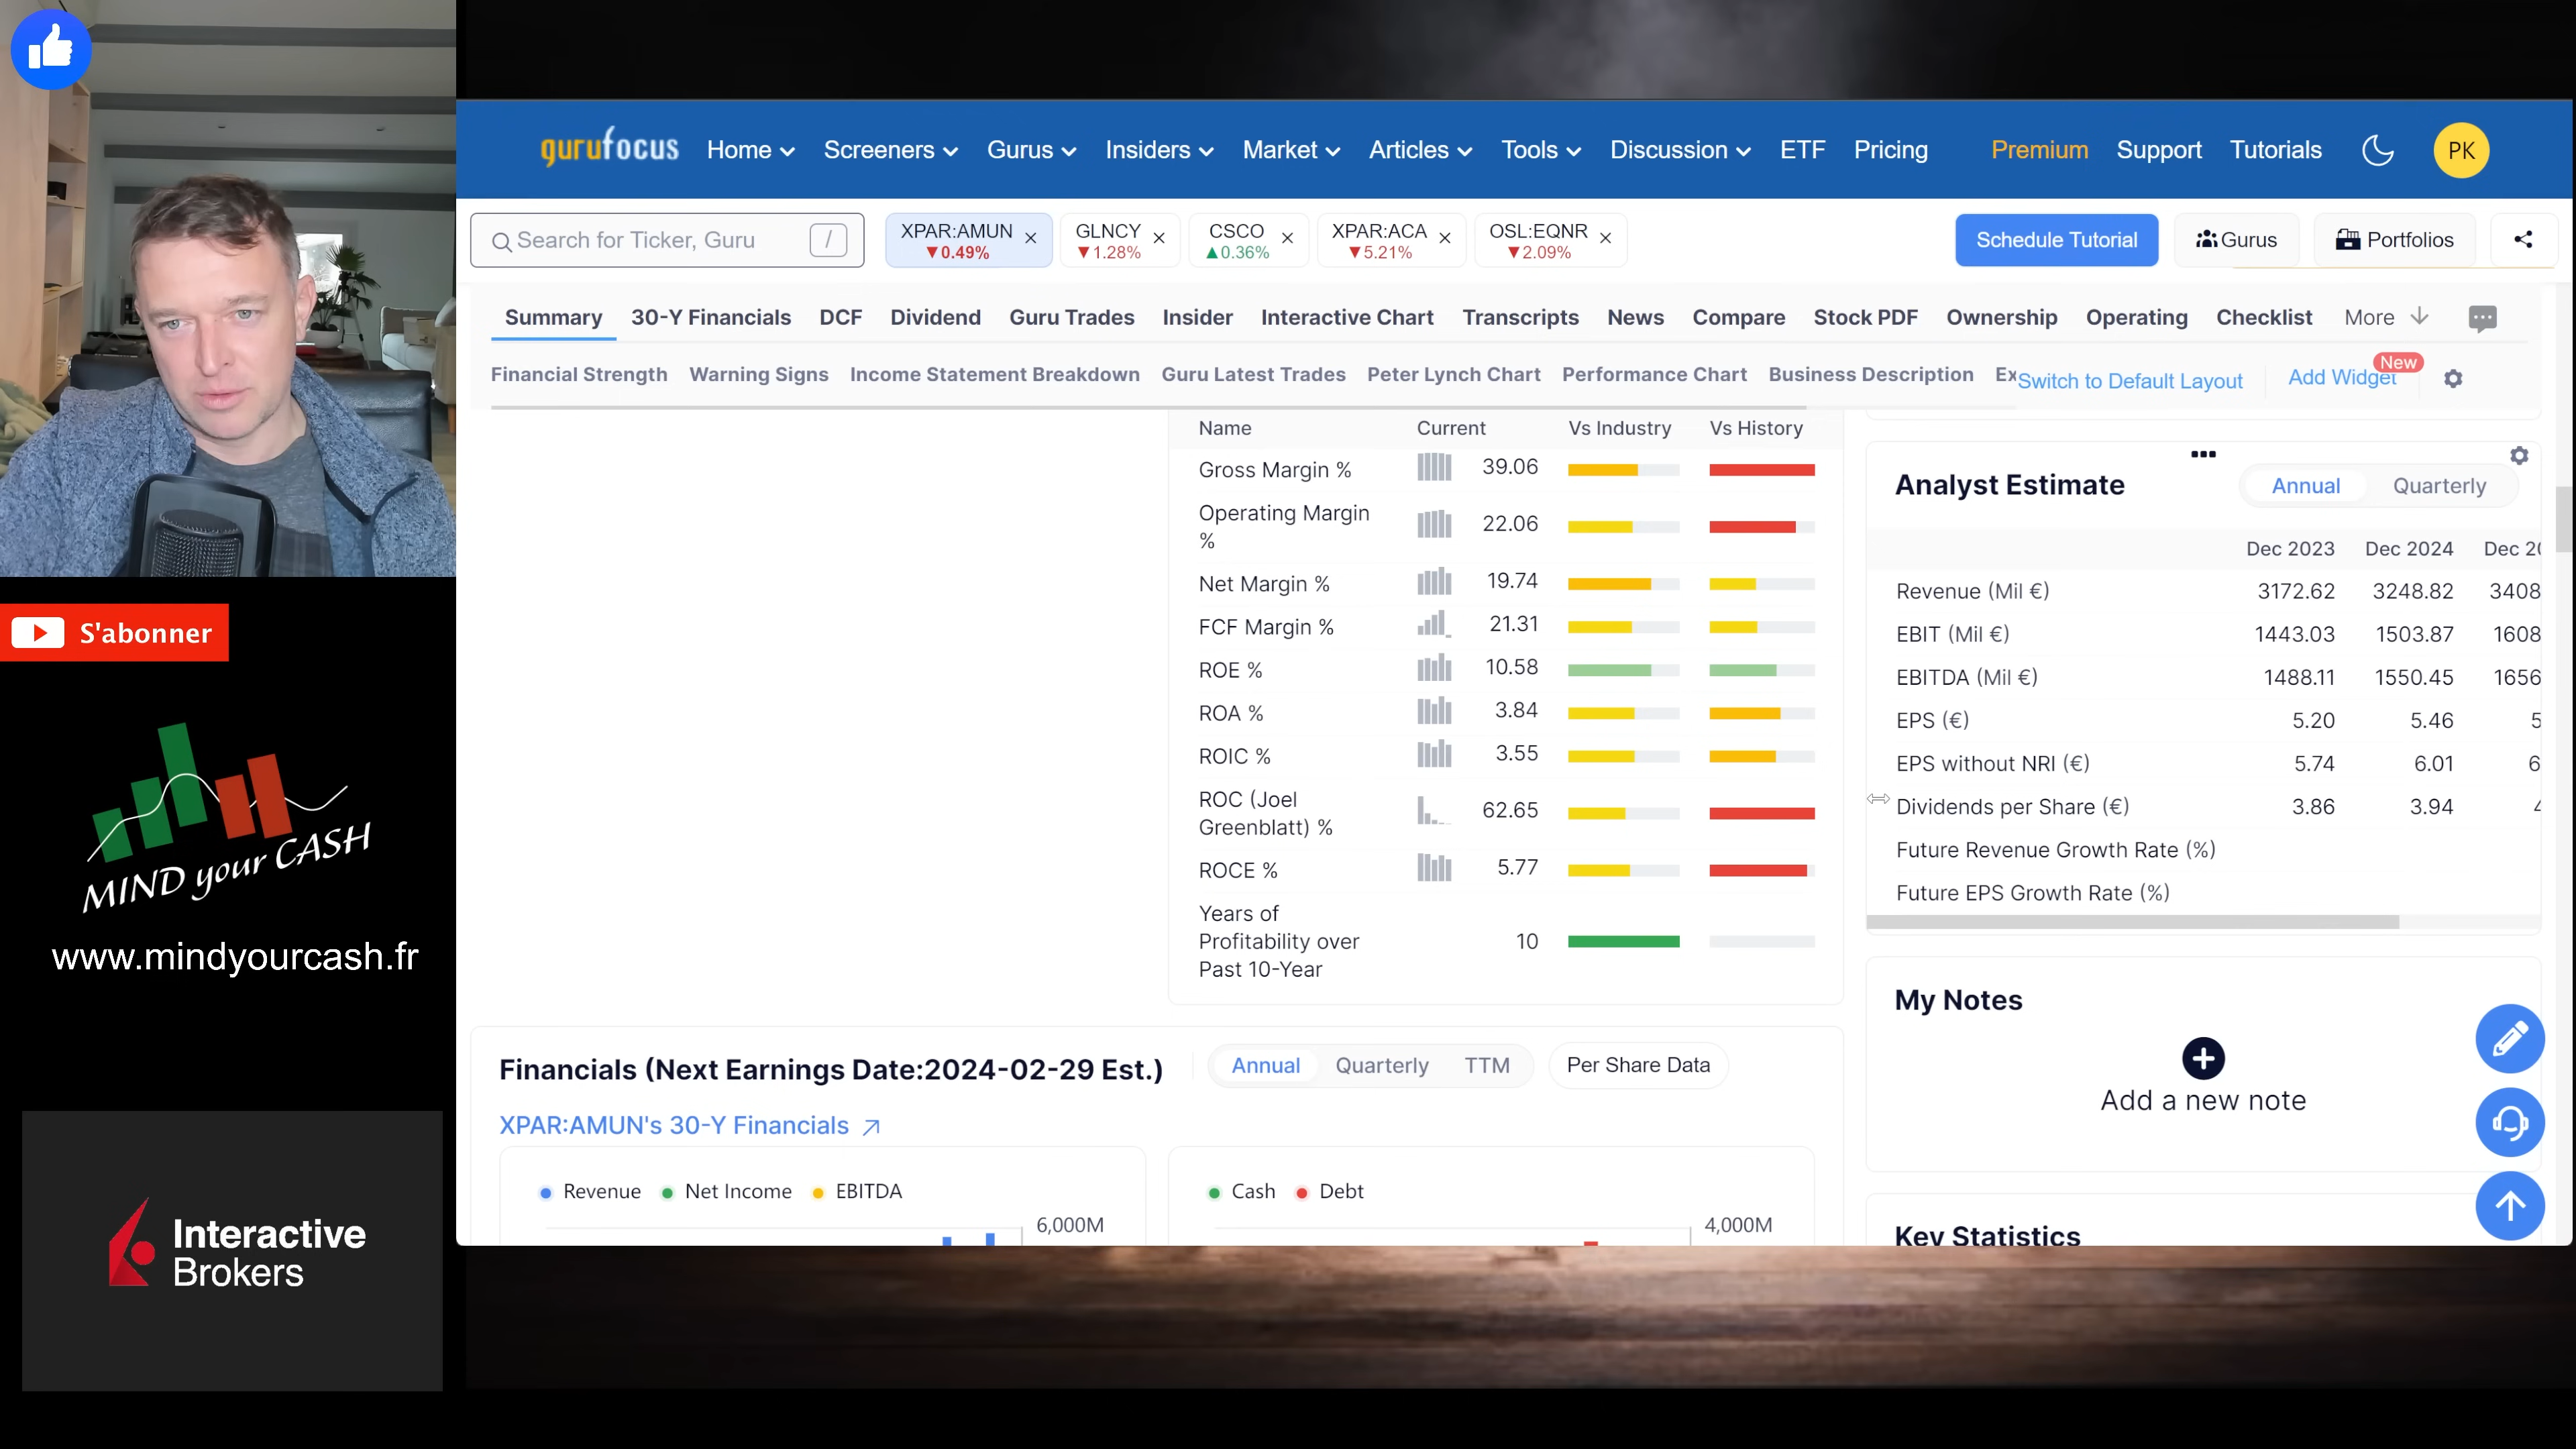 S'abonner
MIND your CASH
www.mindyourcash.fr
Interactive
Brokers
gurufocus
Home
Screeners
Gurus
Insiders
Market
Articles
Tools
Discussion
ETF
Pricing
Premium
Support
Tutorials
PK
Search for Ticker, Guru
/
XPAR:AMUN
▼0.49%
GLNCY
▼1.28%
CSCO
▲0.36%
XPAR:ACA
▼5.21%
OSL:EQNR
▼2.09%
Schedule Tutorial
Gurus
Portfolios
Summary
30-Y Financials
DCF
Dividend
Guru Trades
Insider
Interactive Chart
Transcripts
News
Compare
Stock PDF
Ownership
Operating
Checklist
More
Financial Strength
Warning Signs
Income Statement Breakdown
Guru Latest Trades
Peter Lynch Chart
Performance Chart
Business Description
Ex
Switch to Default Layout
Add Widget
New
Name Current Vs Industry Vs History
Gross Margin % 39.06
Operating Margin
% 22.06
Net Margin % 19.74
FCF Margin % 21.31
ROE % 10.58
ROA % 3.84
ROIC % 3.55
ROC (Joel
Greenblatt) % 62.65
ROCE % 5.77
Years of
Profitability over 10
Past 10-Year
Analyst Estimate
Annual
Quarterly
Dec 2023 Dec 2024 Dec 20
Revenue (Mil €) 3172.62 3248.82 3408
EBIT (Mil €) 1443.03 1503.87 1608
EBITDA (Mil €) 1488.11 1550.45 1656
EPS (€) 5.20 5.46 5
EPS without NRI (€) 5.74 6.01 6
Dividends per Share (€) 3.86 3.94 4
Future Revenue Growth Rate (%)
Future EPS Growth Rate (%)
My Notes
Add a new note
Key Statistics
Financials (Next Earnings Date:2024-02-29 Est.)
Annual
Quarterly
TTM
Per Share Data
XPAR:AMUN's 30-Y Financials
Revenue Net Income EBITDA
6,000M
Cash Debt
4,000M